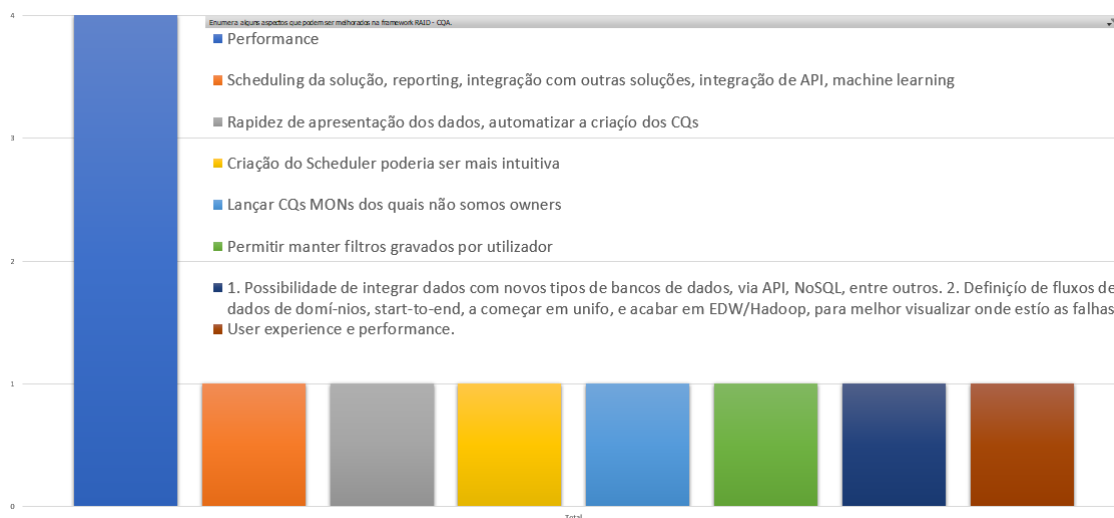 4
Enumera alguns aspectos que podem ser melhorados na framework RAID - CQA.
Performance
Scheduling da solução, reporting, integração com outras soluções, integração de API, machine learning
Rapidez de apresentação dos dados, automatizar a criaçío dos CQs
3
Criação do Scheduler poderia ser mais intuitiva
Lançar CQs MONs dos quais não somos owners
Permitir manter filtros gravados por utilizador
2
1. Possibilidade de integrar dados com novos tipos de bancos de dados, via API, NoSQL, entre outros. 2. Definiçío de fluxos de
dados de domí-nios, start-to-end, a começar em unifo, e acabar em EDW/Hadoop, para melhor visualizar onde estío as falhas
User experience e performance.
1
0
Total